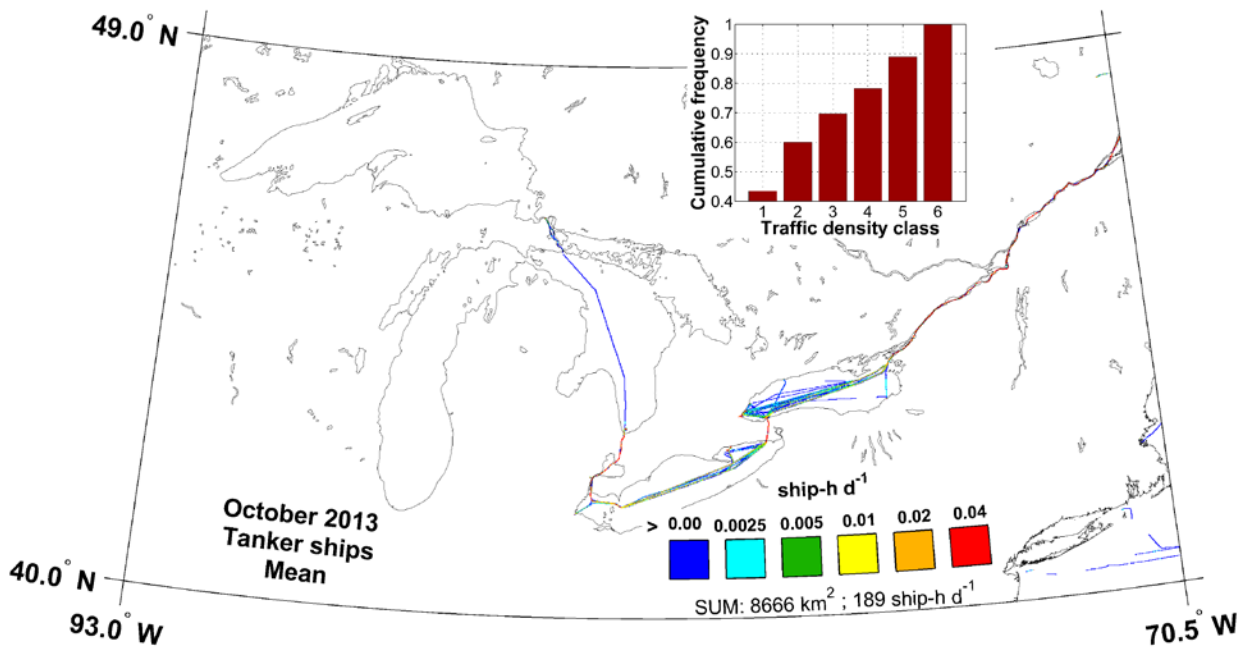 49.0° N
Cumulative frequency
1
0.9
0.8
0.7
0.6
0.5
0.4
1 2 3 4 5 6
Traffic density class
October 2013
Tanker ships
Mean
ship-h d⁻¹
> 0.00 0.0025 0.005 0.01 0.02 0.04
SUM: 8666 km² ; 189 ship-h d⁻¹
40.0° N
93.0° W
70.5° W